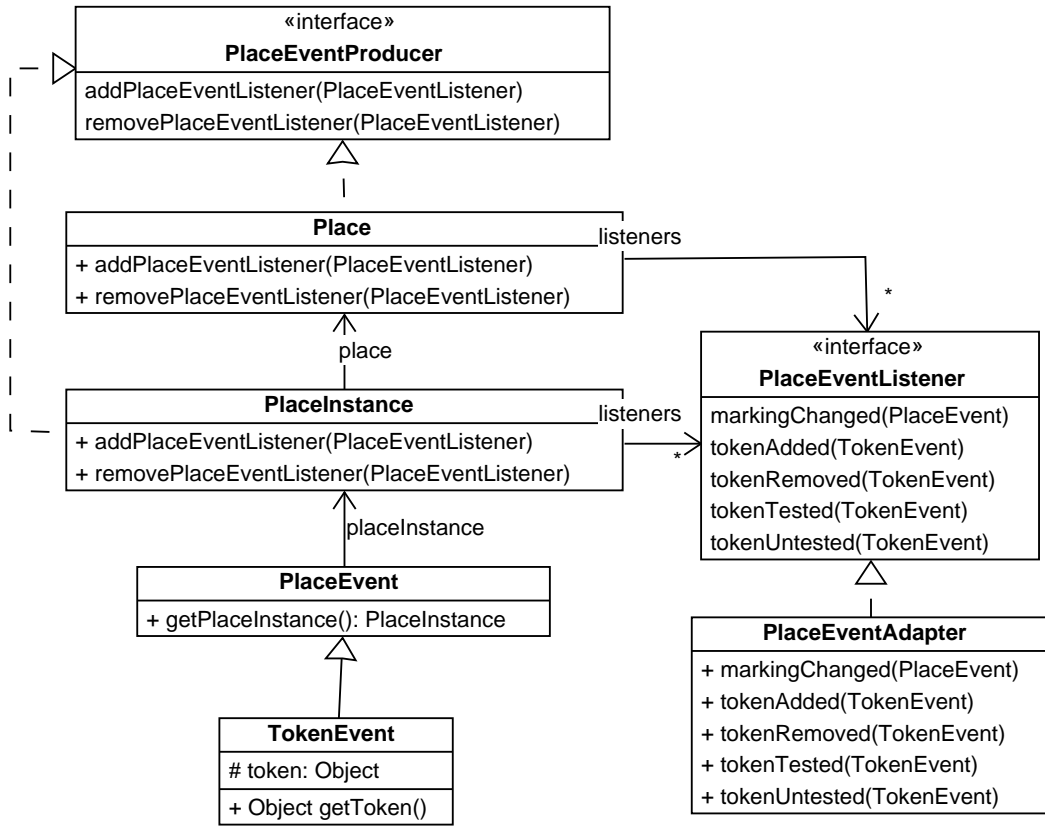 «interface»
PlaceEventProducer
addPlaceEventListener(PlaceEventListener)
removePlaceEventListener(PlaceEventListener)
Place
+ addPlaceEventListener(PlaceEventListener)
+ removePlaceEventListener(PlaceEventListener)
listeners
*
place
PlaceInstance
+ addPlaceEventListener(PlaceEventListener)
+ removePlaceEventListener(PlaceEventListener)
listeners
*
«interface»
PlaceEventListener
markingChanged(PlaceEvent)
tokenAdded(TokenEvent)
tokenRemoved(TokenEvent)
tokenTested(TokenEvent)
tokenUntested(TokenEvent)
placeInstance
PlaceEvent
+ getPlaceInstance(): PlaceInstance
TokenEvent
# token: Object
+ Object getToken()
PlaceEventAdapter
+ markingChanged(PlaceEvent)
+ tokenAdded(TokenEvent)
+ tokenRemoved(TokenEvent)
+ tokenTested(TokenEvent)
+ tokenUntested(TokenEvent)